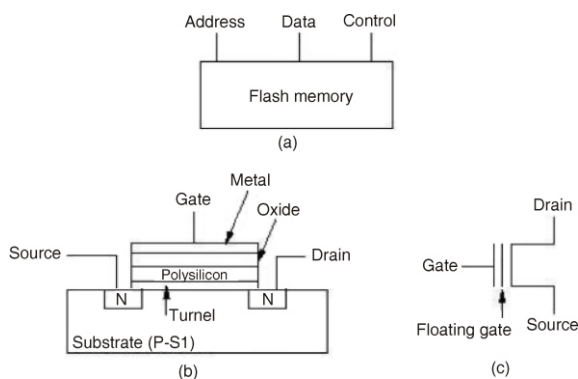 Address Data Control
Flash memory
(a)
Metal
Gate
Oxide
Source
Polysilicon
Drain
N N
Turnel
Substrate (P-S1)
(b)
Drain
Gate
Floating gate
Source
(c)